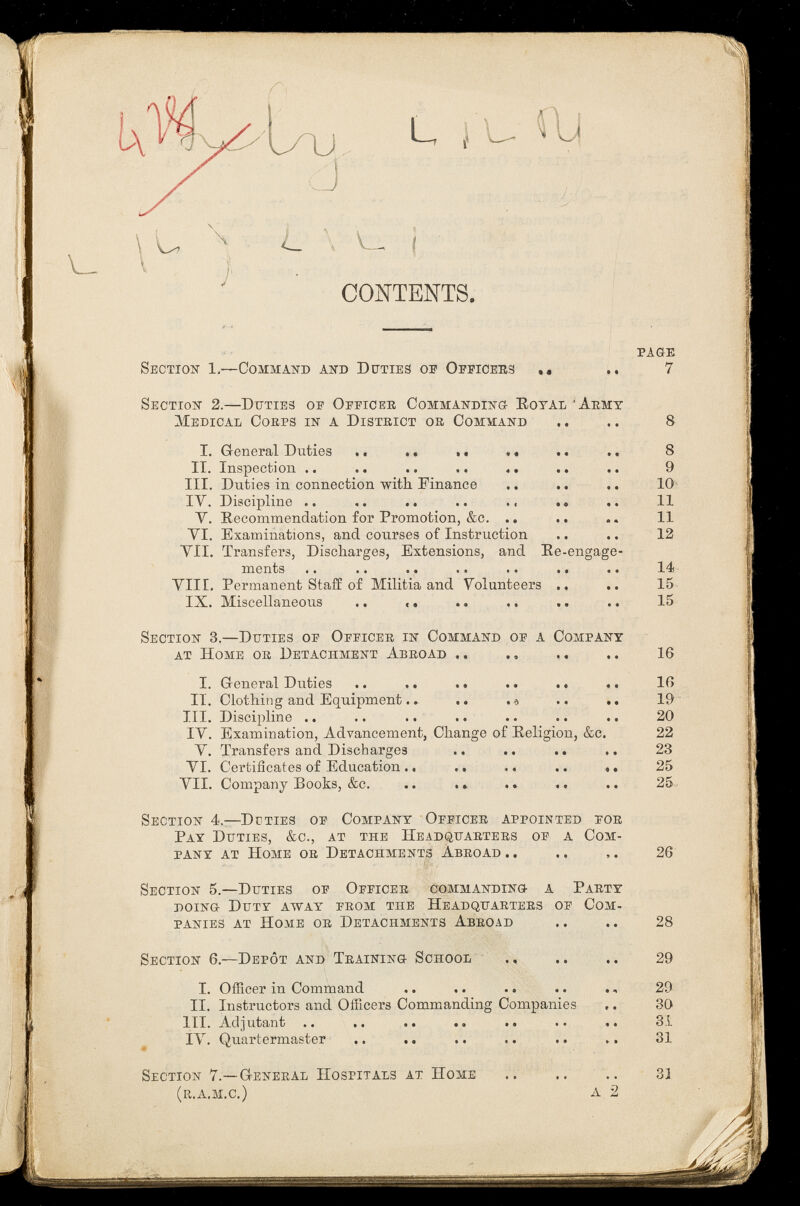 CONTENTS.
PAGE
SECTION 1.—COMMAND AND DUTIES OF OFFICERS .. .. 7
SECTION 2.—DUTIES OF OFFICER COMMANDING ROYAL ARMY
MEDICAL CORPS IN A DISTRICT OR COMMAND .. .. 8
I. General Duties .. .. .. .. .. .. 8
II. Inspection .. .. .. .. .. .. .. 9
III. Duties in connection with Finance .. .. .. 10
IV. Discipline .. .. .. .. .. .. .. 11
V. Recommendation for Promotion, &c. .. .. .. 11
VI. Examinations, and courses of Instruction .. .. 12
VII. Transfers, Discharges, Extensions, and Re-engage-
ments .. .. .. .. .. .. .. 14
VIII. Permanent Staff of Militia and Volunteers .. .. 15
IX. Miscellaneous .. .. .. .. .. .. 15
SECTION 3.—DUTIES OF OFFICER IN COMMAND OF A COMPANY
AT HOME OR DETACHMENT ABROAD .. .. .. .. 16
I. General Duties .. .. .. .. .. .. 16
II. Clothing and Equipment .. .. .. .. .. 19
III. Discipline .. .. .. .. .. .. .. 20
IV. Examination, Advancement, Change of Religion, &c. 22
V. Transfers and Discharges .. .. .. .. 23
VI. Certificates of Education .. .. .. .. .. 25
VII. Company Books, &c. .. .. .. .. .. 25
SECTION 4.—DUTIES OF COMPANY OFFICER APPOINTED FOR
PAY DUTIES, &C., AT THE HEADQUARTERS OF A COM-
PANY AT HOME OR DETACHMENTS ABROAD .. .. .. 26
SECTION 5.—DUTIES OF OFFICER COMMANDING A PARTY
DOING DUTY AWAY FROM THE HEADQUARTERS OF COM-
PANIES AT HOME OR DETACHMENTS ABROAD .. .. 28
SECTION 6.—DEPÔT AND TRAINING SCHOOL .. .. .. 29
I. Officer in Command .. .. .. .. .. 29
II. Instructors and Officers Commanding Companies .. 30
III. Adjutant .. .. .. .. .. .. .. 31
IV. Quartermaster .. .. .. .. .. .. 31
SECTION 7.—GENERAL HOSPITALS AT HOME .. .. .. 31
(R.A.M.C.) A 2